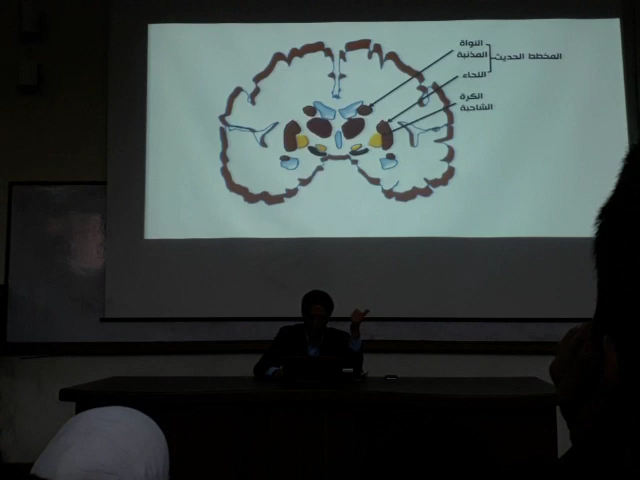 النواة
المذنبة
المخطط الحديث
اللحاء
الكرة
الشاحبة